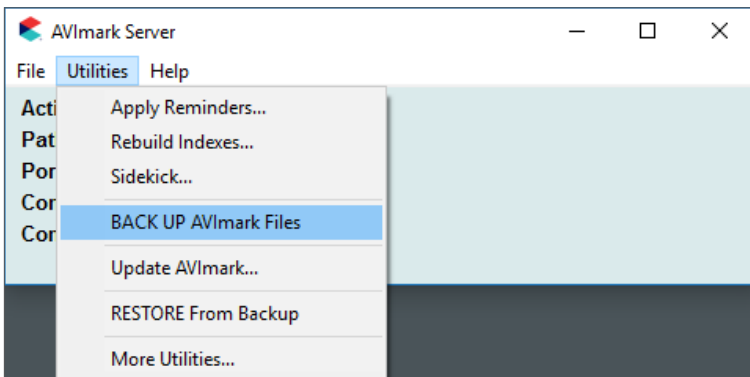 AVImark Server
File Utilities Help
Acti
Apply Reminders...
Pat
Rebuild Indexes...
Por
Sidekick...
Cor
BACK UP AVImark Files
Cor
Update AVImark...
RESTORE From Backup
More Utilities...